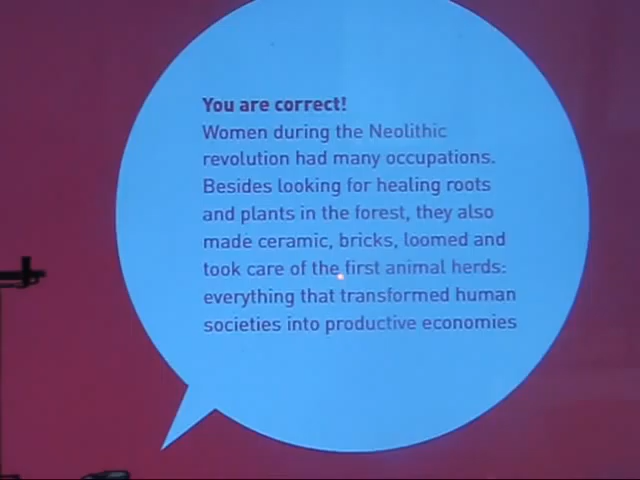 You are correct!
Women during the Neolithic
revolution had many occupations.
Besides looking for healing roots
and plants in the forest, they also
made ceramic, bricks, loomed and
took care of the first animal herds:
everything that transformed human
societies into productive economies